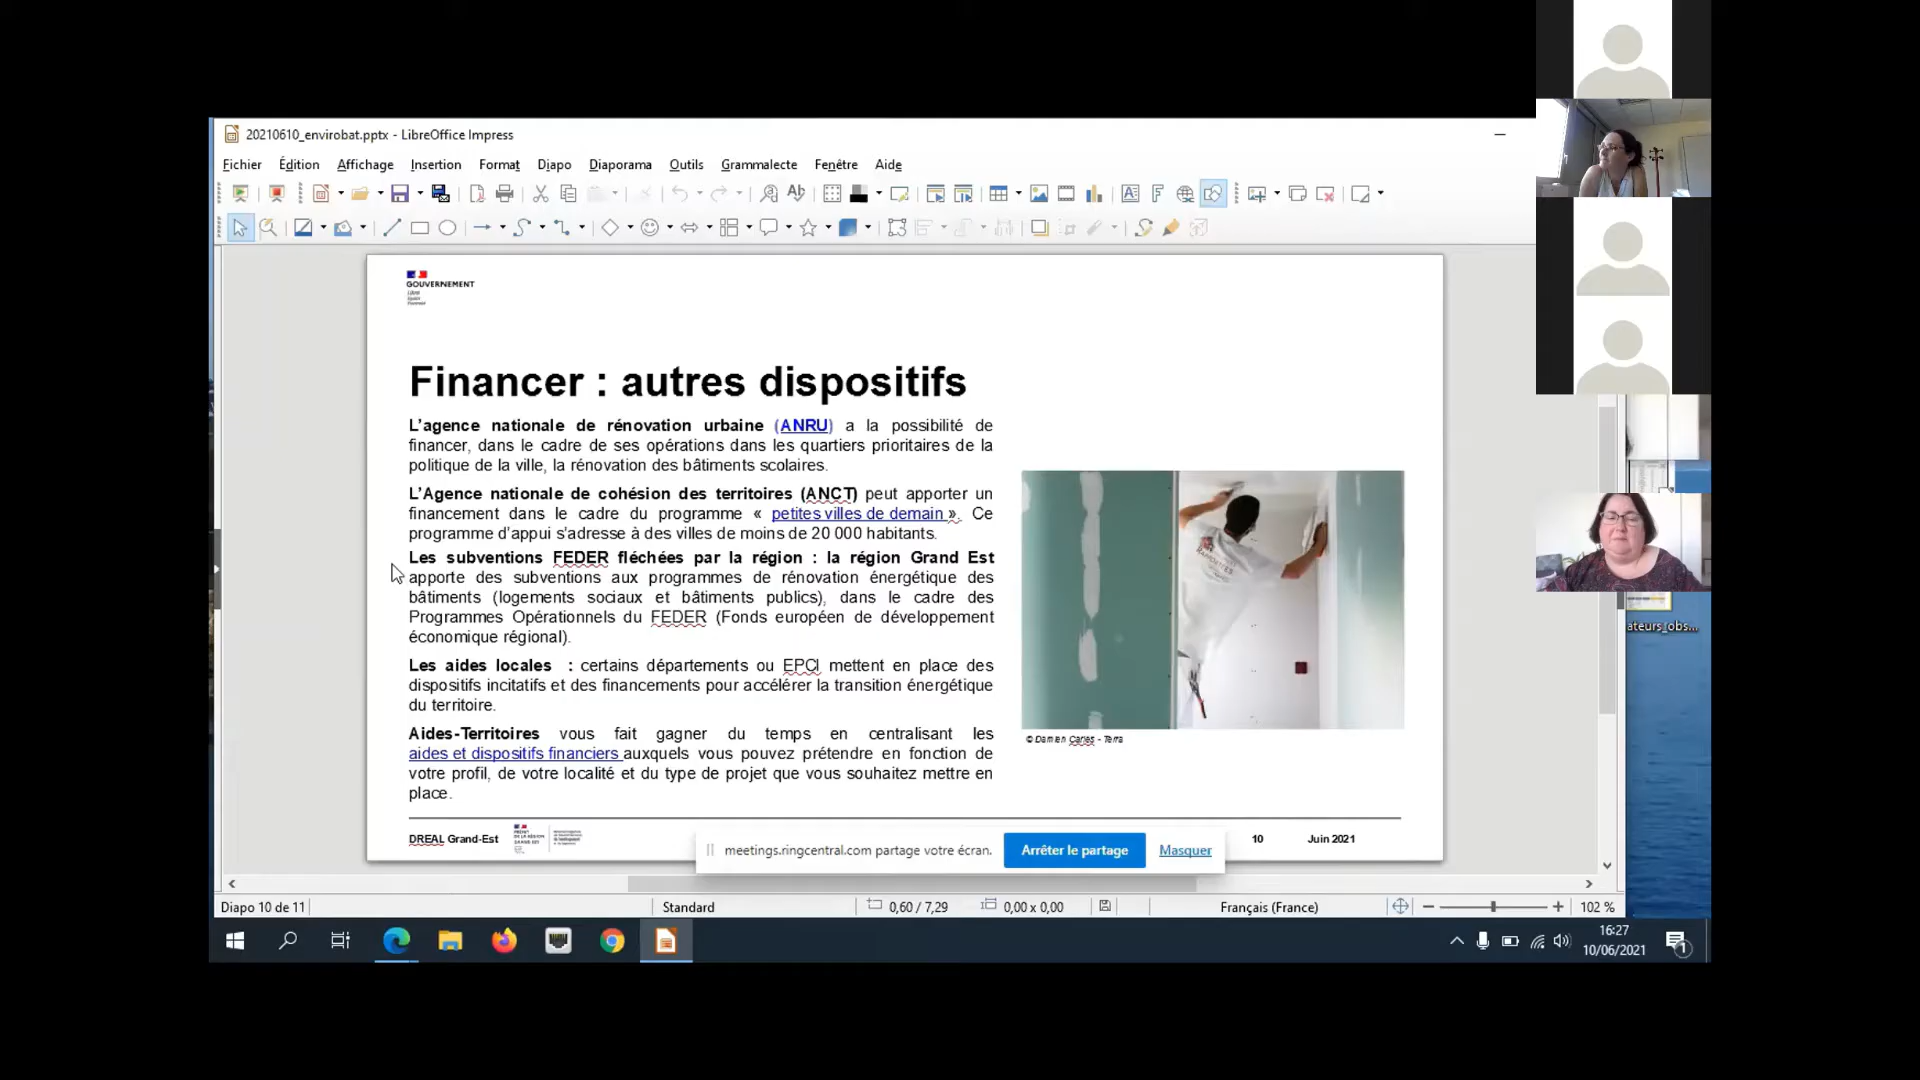 20210610_envirobat.pptx - LibreOffice Impress
Fichier Édition Affichage Insertion Format Diapo Diaporama Outils Grammalecte Fenêtre Aide
GOUVERNEMENT
Financer : autres dispositifs
L'agence nationale de rénovation urbaine (ANRU) a la possibilité de
financer, dans le cadre de ses opérations dans les quartiers prioritaires de la
politique de la ville, la rénovation des bâtiments scolaires.
L'Agence nationale de cohésion des territoires (ANCT) peut apporter un
financement dans le cadre du programme « petites villes de demain ». Ce
programme d'appui s'adresse à des villes de moins de 20 000 habitants.
Les subventions FEDER fléchées par la région : la région Grand Est
apporte des subventions aux programmes de rénovation énergétique des
bâtiments (logements sociaux et bâtiments publics), dans le cadre des
Programmes Opérationnels du FEDER (Fonds européen de développement
économique régional).
Les aides locales : certains départements ou EPCI mettent en place des
dispositifs incitatifs et des financements pour accélérer la transition énergétique
du territoire.
Aides-Territoires vous fait gagner du temps en centralisant les
aides et dispositifs financiers auxquels vous pouvez prétendre en fonction de
votre profil, de votre localité et du type de projet que vous souhaitez mettre en
place.
© Damien Carles - Terra
ateurs_obs...
DREAL Grand-Est
10 Juin 2021
meetings.ringcentral.com partage votre écran. Arrêter le partage Masquer
Diapo 10 de 11 Standard 0,60 / 7,29 0,00 x 0,00 Français (France) 102 %
16:27
10/06/2021
1